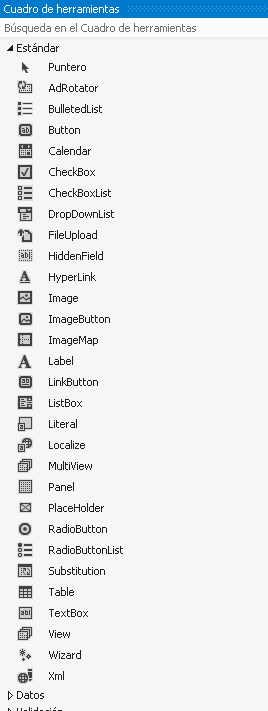 Cuadro de herramientas
Búsqueda en el Cuadro de herramientas
Estándar
Puntero
AdRotator
BulletedList
Button
Calendar
CheckBox
CheckBoxList
DropDownList
FileUpload
HiddenField
HyperLink
Image
ImageButton
ImageMap
Label
LinkButton
ListBox
Literal
Localize
MultiView
Panel
PlaceHolder
RadioButton
RadioButtonList
Substitution
Table
TextBox
View
Wizard
Xml
Datos
Validación